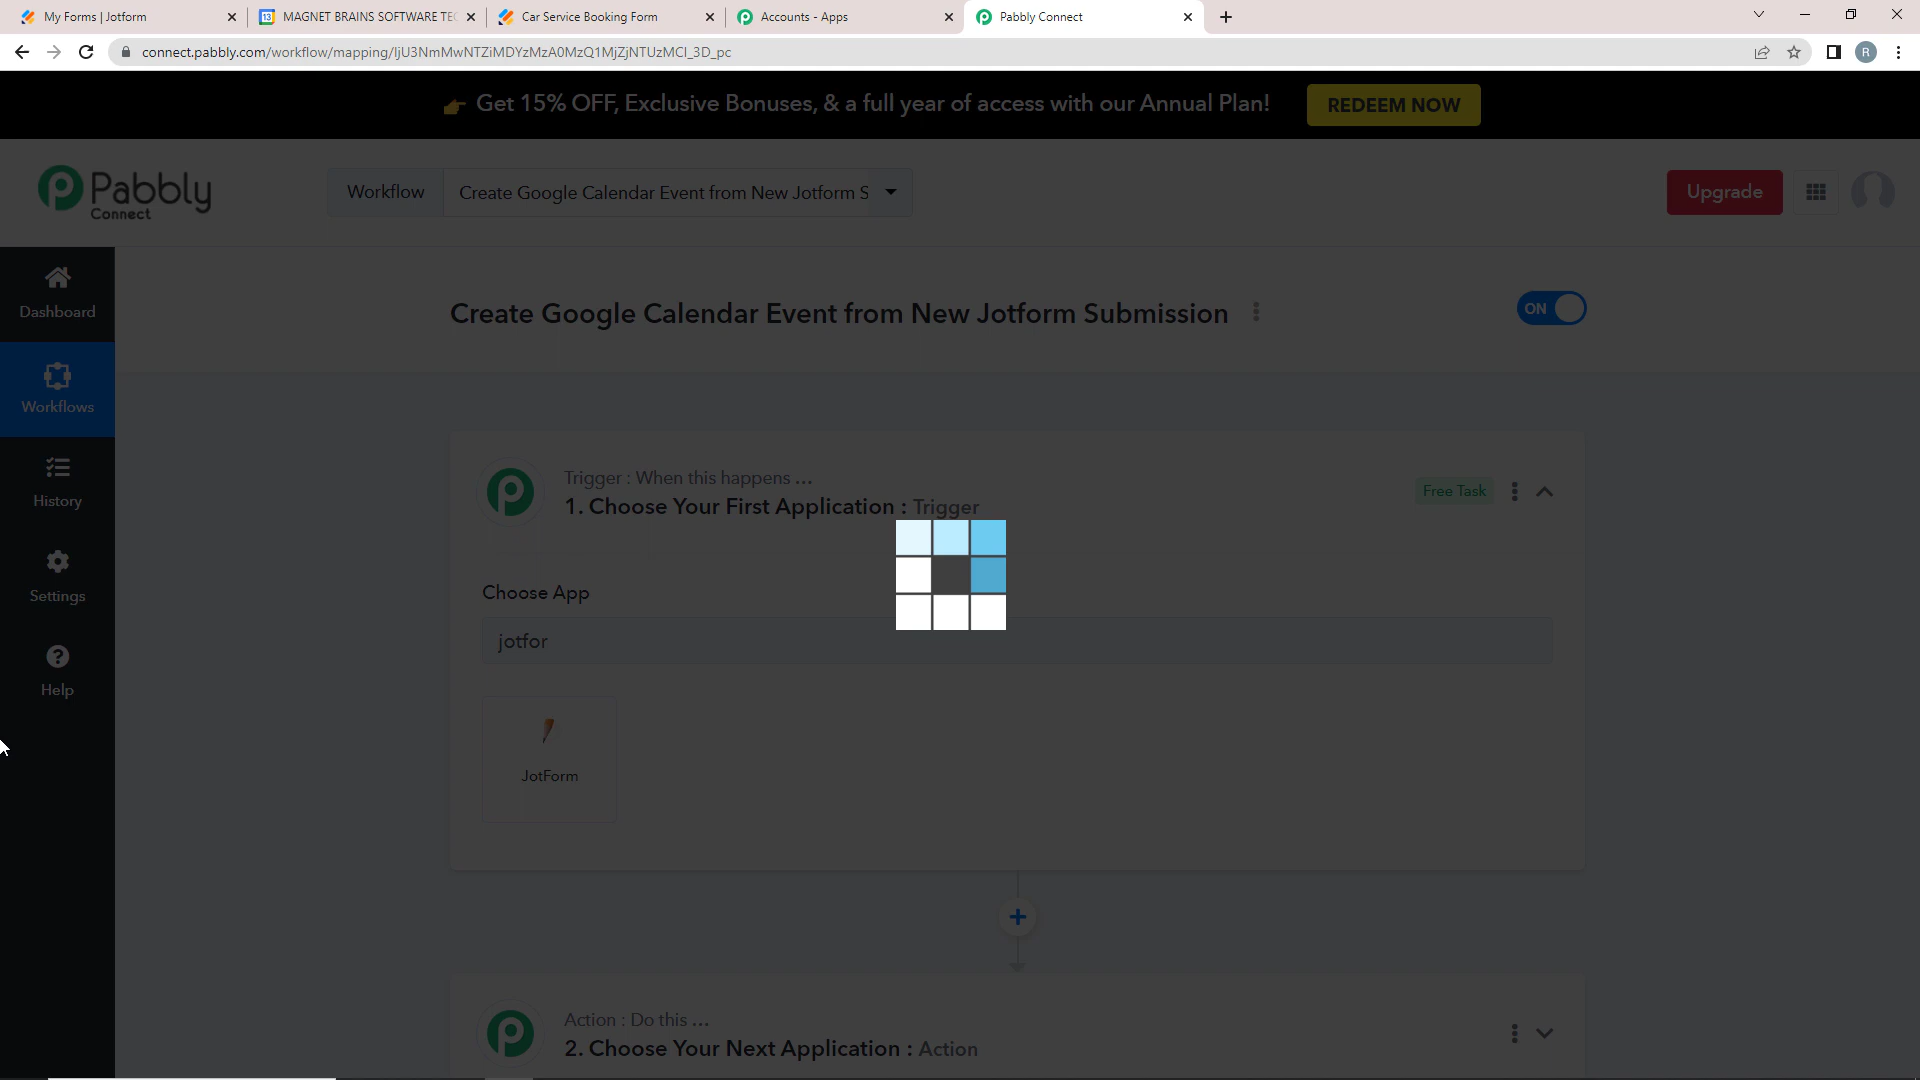 My Forms | Jotform
13 MAGNET BRAINS SOFTWARE TEC
Car Service Booking Form
Accounts - Apps
Pabbly Connect
connect.pabbly.com/workflow/mapping/IjU3NmMwNTZiMDYzMzA0MzQ1MjZjNTUzMCI_3D_pc
R
Get 15% OFF, Exclusive Bonuses, & a full year of access with our Annual Plan!
REDEEM NOW
Pabbly
Connect
Workflow
Create Google Calendar Event from New Jotform S
Upgrade
Dashboard
Workflows
History
Settings
Help
Create Google Calendar Event from New Jotform Submission
ON
Trigger : When this happens ...
1. Choose Your First Application : Trigger
Free Task
Choose App
jotfor
JotForm
Action : Do this ...
2. Choose Your Next Application : Action